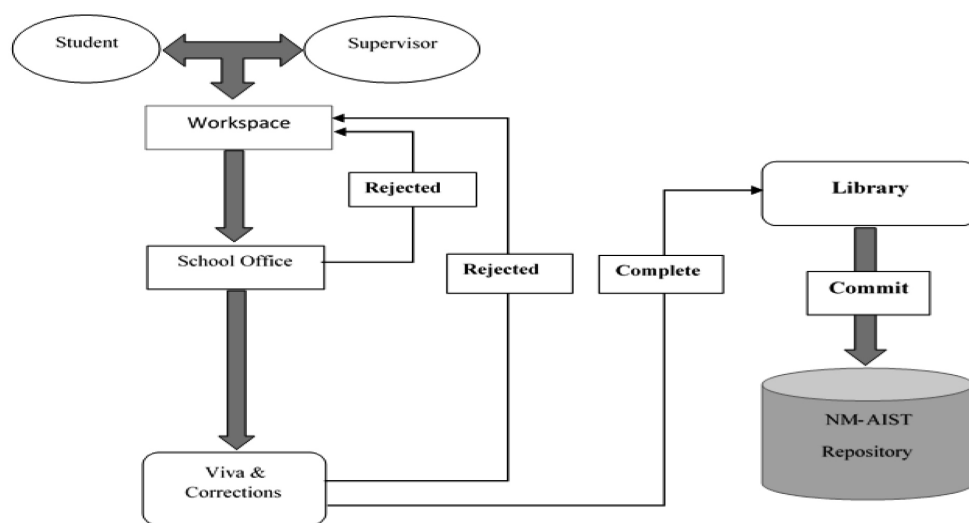 Student
Supervisor
Workspace
Rejected
Library
School Office
Rejected
Complete
Commit
NM-AIST
Repository
Viva &
Corrections